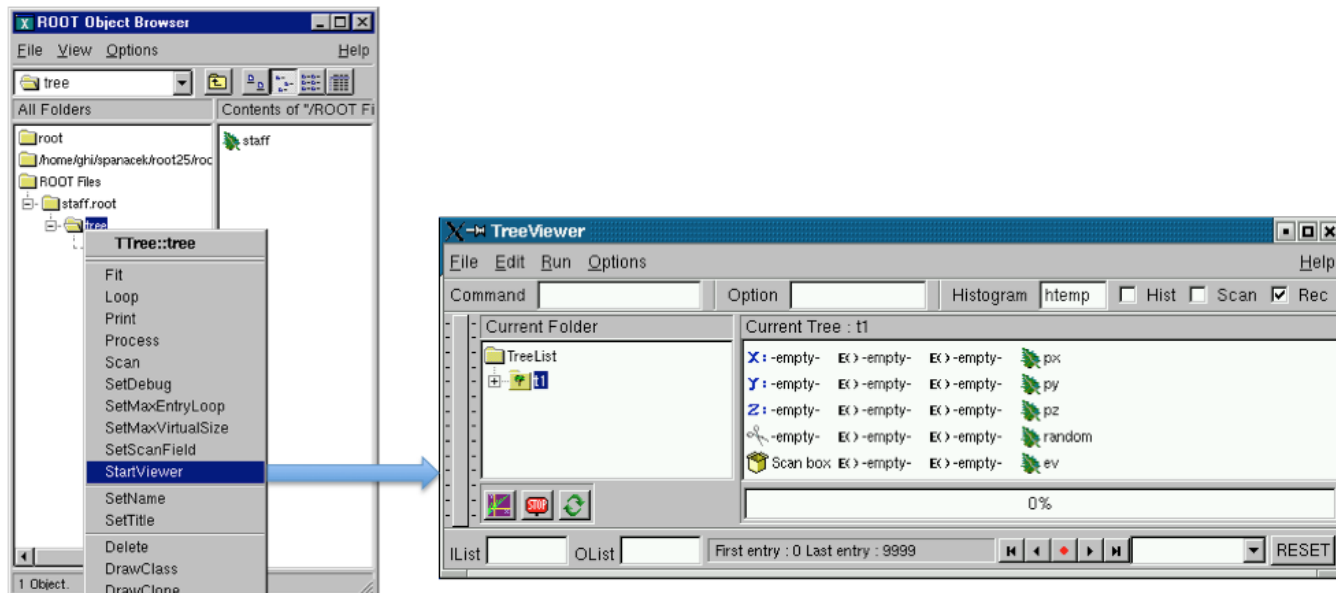 ROOT Object Browser
File View Options Help
tree
All Folders
Contents of "/ROOT Fi
root
/home/ghi/spanacek/root25/roc
ROOT Files
staff.root
tree
staff
TTree::tree
Fit
Loop
Print
Process
Scan
SetDebug
SetMaxEntryLoop
SetMaxVirtualSize
SetScanField
StartViewer
SetName
SetTitle
Delete
DrawClass
DrawClone
1 Object.
TreeViewer
File Edit Run Options Help
Command Option Histogram htemp Hist Scan Rec
Current Folder
TreeList
t1
Current Tree : t1
X: -empty- E() -empty- E() -empty- px
Y: -empty- E() -empty- E() -empty- py
Z: -empty- E() -empty- E() -empty- pz
-empty- E() -empty- E() -empty- random
Scan box E() -empty- E() -empty- ev
STOP
0%
IList OList First entry : 0 Last entry : 9999 RESET